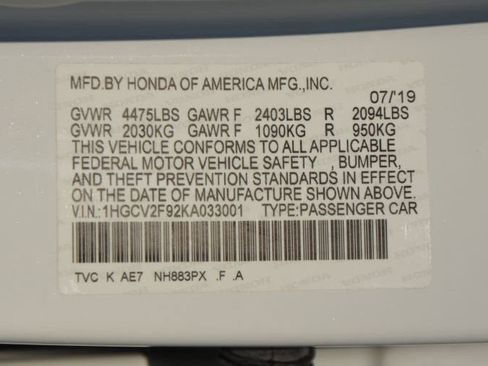 MFD.BY HONDA OF AMERICA MFG.,INC.
07/'19
GVWR 4475LBS GAWR F 2403LBS R 2094LBS
GVWR 2030KG GAWR F 1090KG R 950KG
THIS VEHICLE CONFORMS TO ALL APPLICABLE
FEDERAL MOTOR VEHICLE SAFETY , BUMPER,
AND THEFT PREVENTION STANDARDS IN EFFECT
ON THE DATE OF MANUFACTURE SHOWN ABOVE.
V.I.N.:1HGCV2F92KA033001 TYPE:PASSENGER CAR
TVC K AE7 NH883PX .F .A